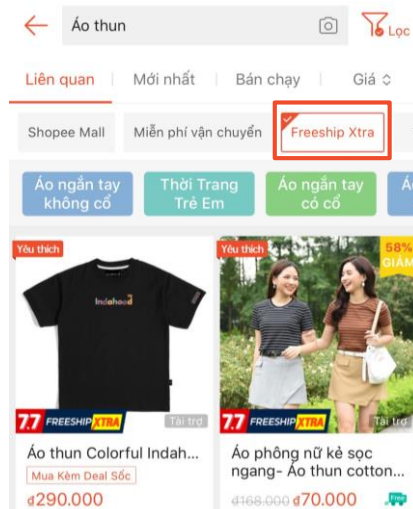 Áo thun
Lọc
Liên quan
Mới nhất
Bán chạy
Giá
Shopee Mall
Miễn phí vận chuyển
Freeship Xtra
Áo ngắn tay
không cổ
Thời Trang
Trẻ Em
Áo ngắn tay
có cổ
Yêu thích
Indahood
7.7 FREESHIP XTRA
Tài trợ
Áo thun Colorful Indah...
Mua Kèm Deal Sốc
₫290.000
Yêu thích
58%
GIẢM
7.7 FREESHIP XTRA
Tài trợ
Áo phông nữ kẻ sọc
ngang- Áo thun cotton...
₫168.000 ₫70.000
Free